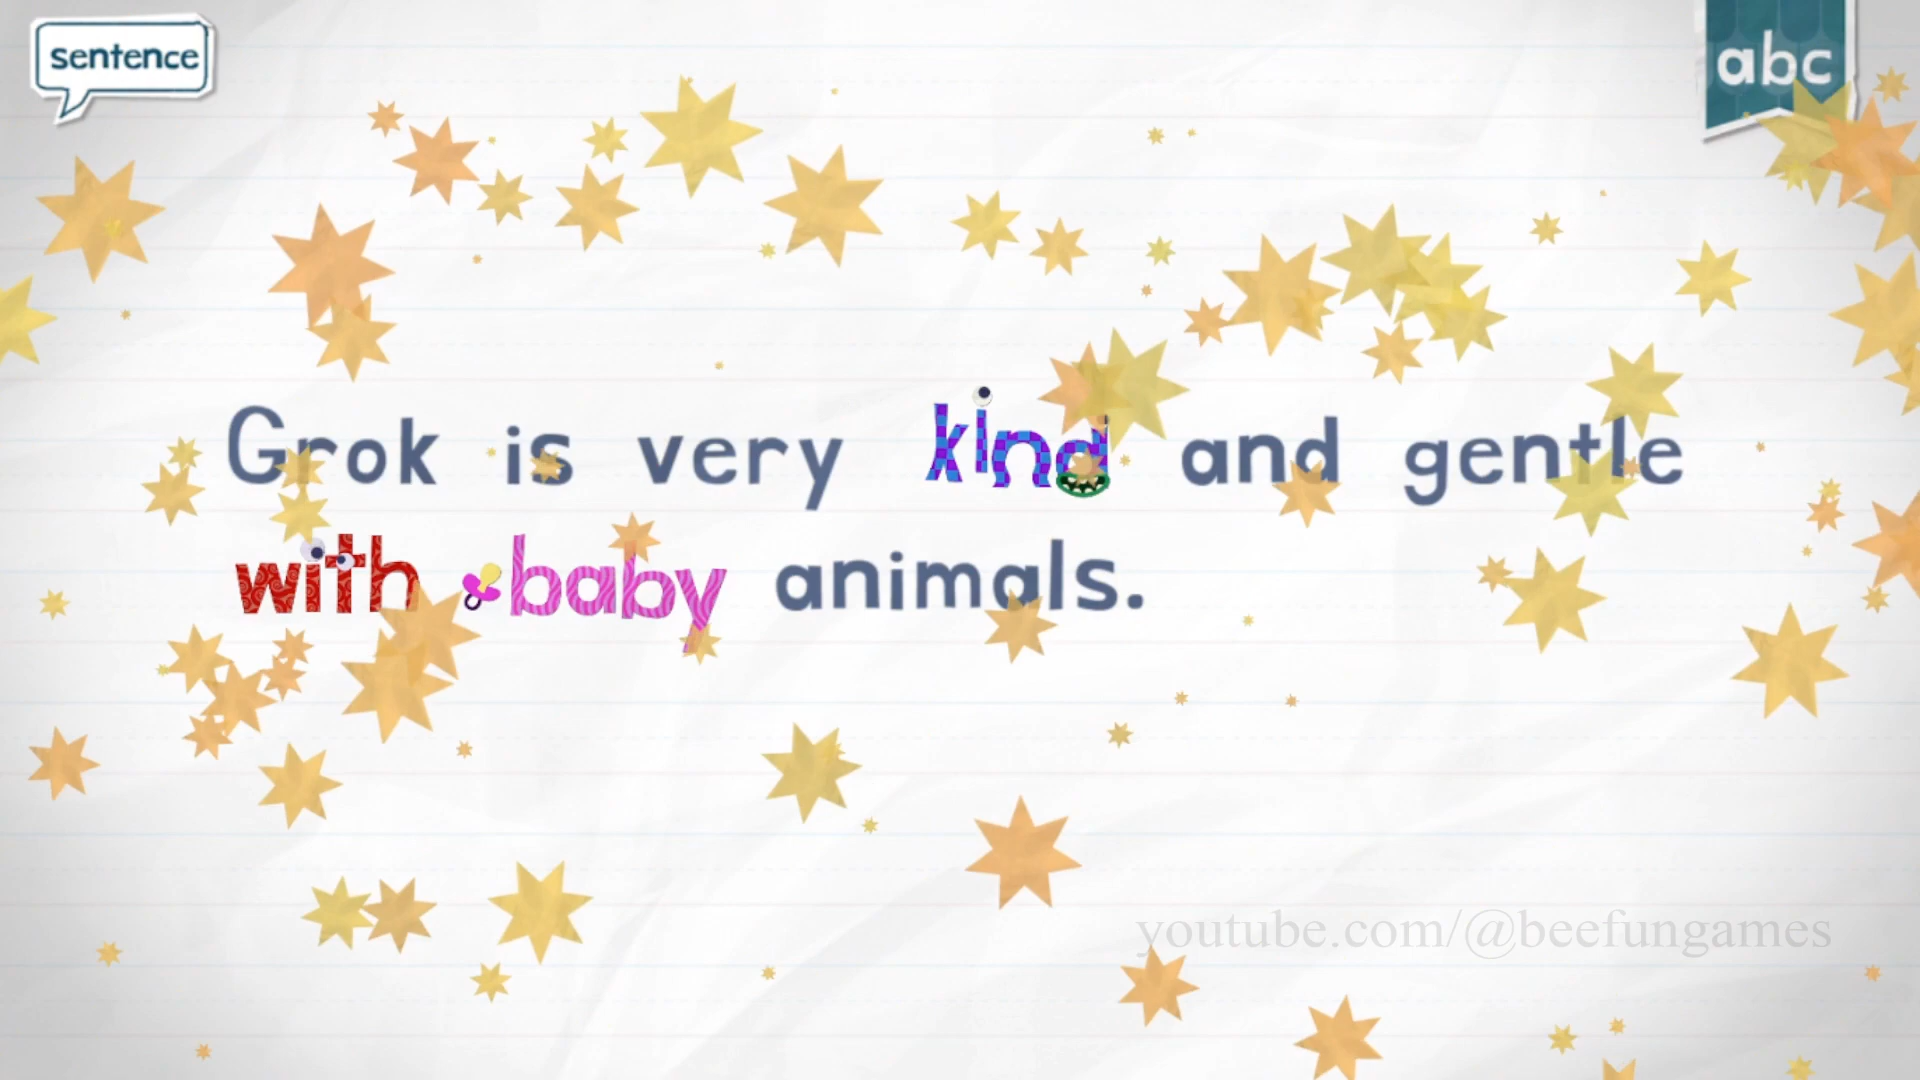 sentence
abc
Grok is very kind and gentle
with baby animals.
youtube.com/@beefungames